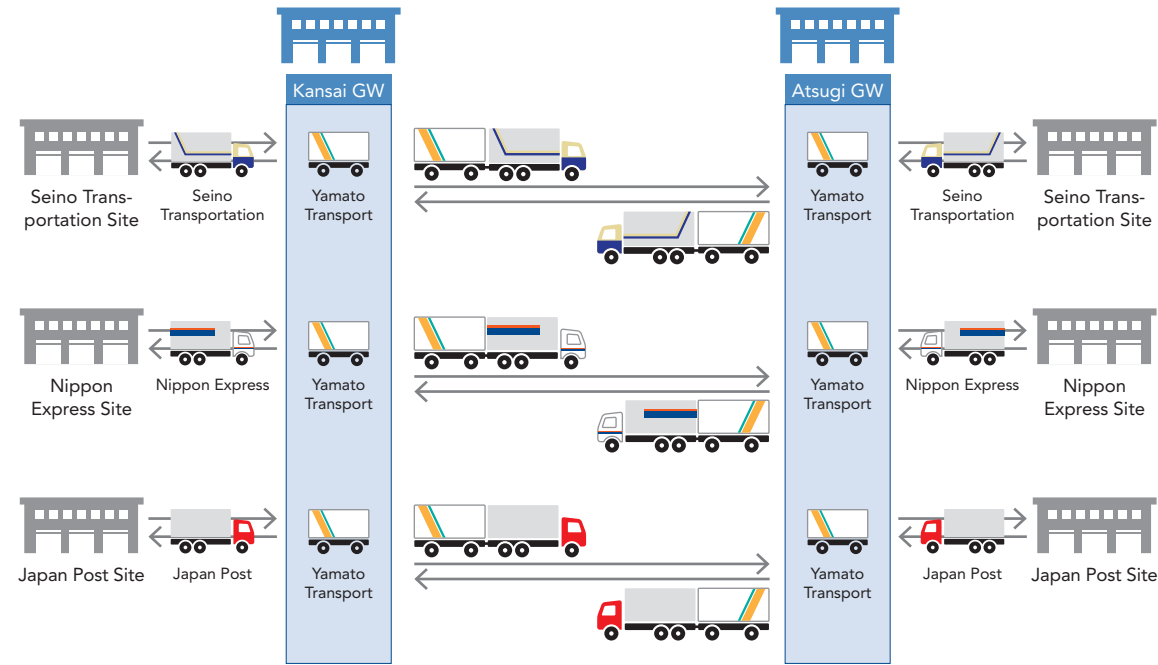 Kansai GW
Atsugi GW
Seino Trans-
portation Site
Seino
Transportation
Yamato
Transport
Yamato
Transport
Seino
Transportation
Seino Trans-
portation Site
Nippon
Express Site
Nippon Express
Yamato
Transport
Yamato
Transport
Nippon Express
Nippon
Express Site
Japan Post Site
Japan Post
Yamato
Transport
Yamato
Transport
Japan Post
Japan Post Site